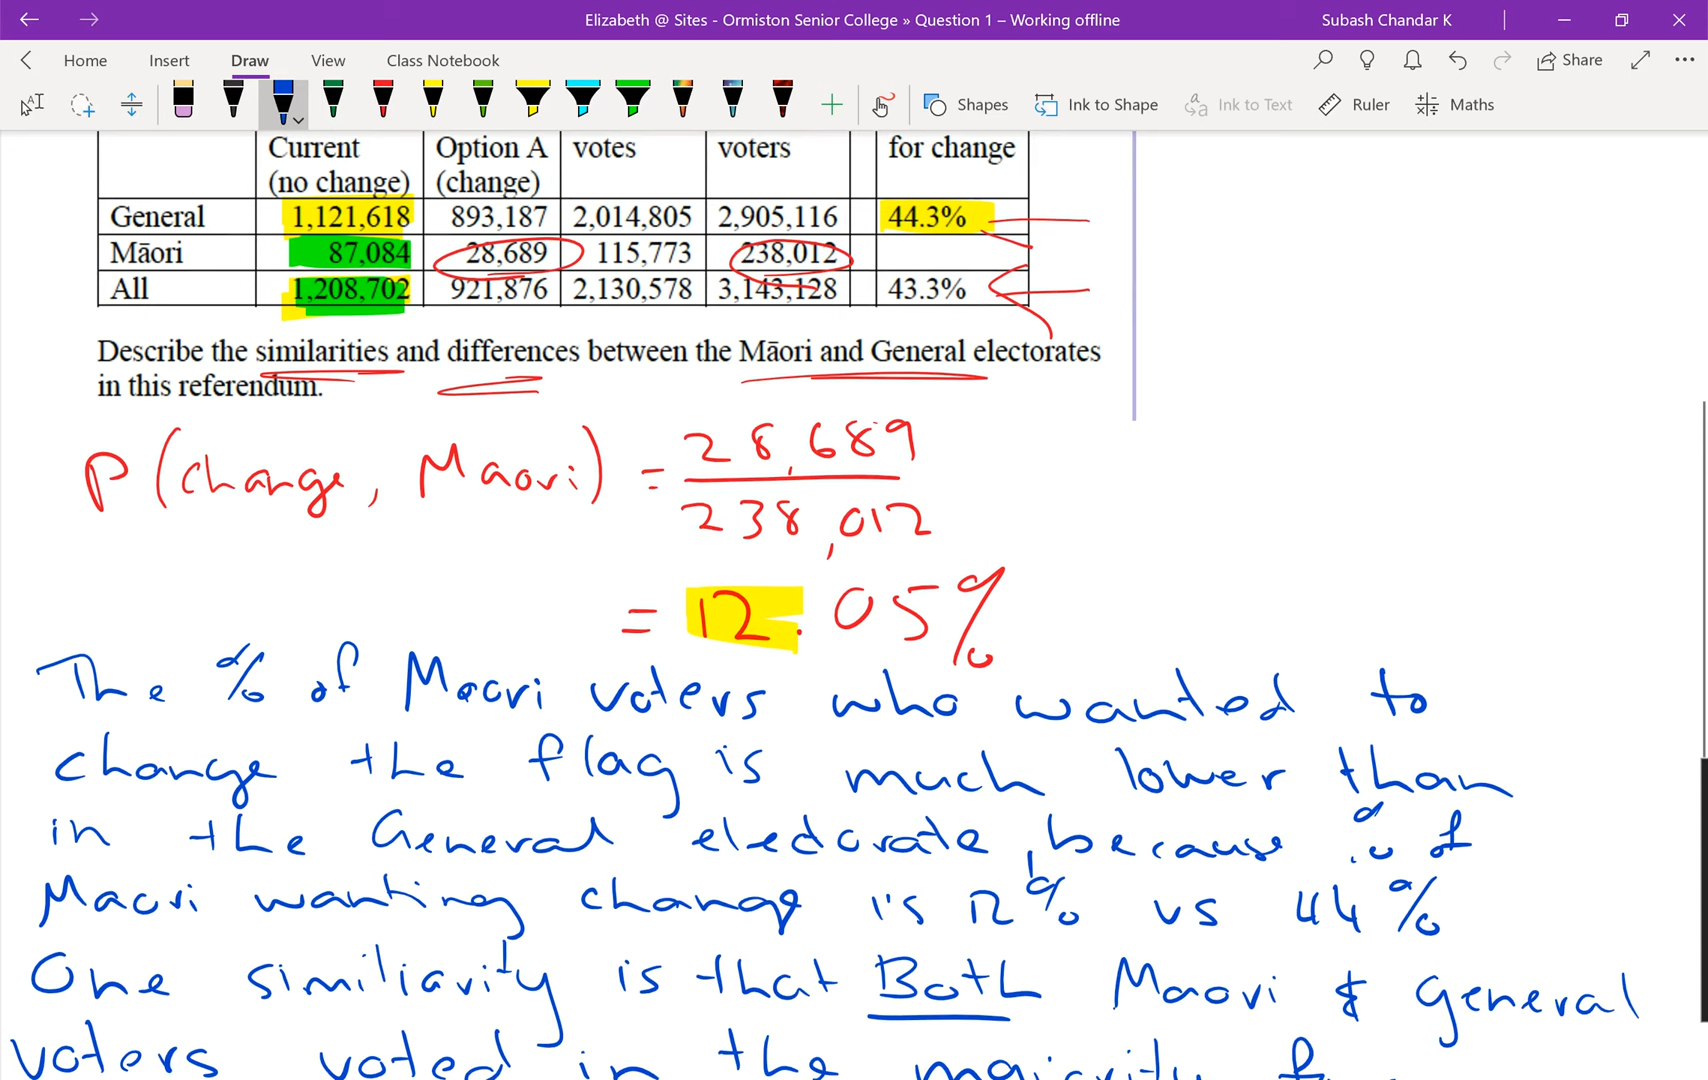 Elizabeth @ Sites - Ormiston Senior College » Question 1 – Working offline
Subash Chandar K
Home Insert Draw View Class Notebook
Share
Shapes Ink to Shape Ink to Text Ruler Maths
Current Option A votes voters for change
(no change) (change)
General 1,121,618 893,187 2,014,805 2,905,116 44.3%
Māori 87,084 28,689 115,773 238,012
All 1,208,702 921,876 2,130,578 3,143,128 43.3%
Describe the similarities and differences between the Māori and General electorates
in this referendum.
P (change, Maori) = 28,689
238,012
= 12.05%
The % of Maori voters who wanted to
change the flag is much lower than
in the General electorate, because % of
Maori wanting change is 12% vs 44%
One similiarity is that Both Maori & general
voters voted in the majority